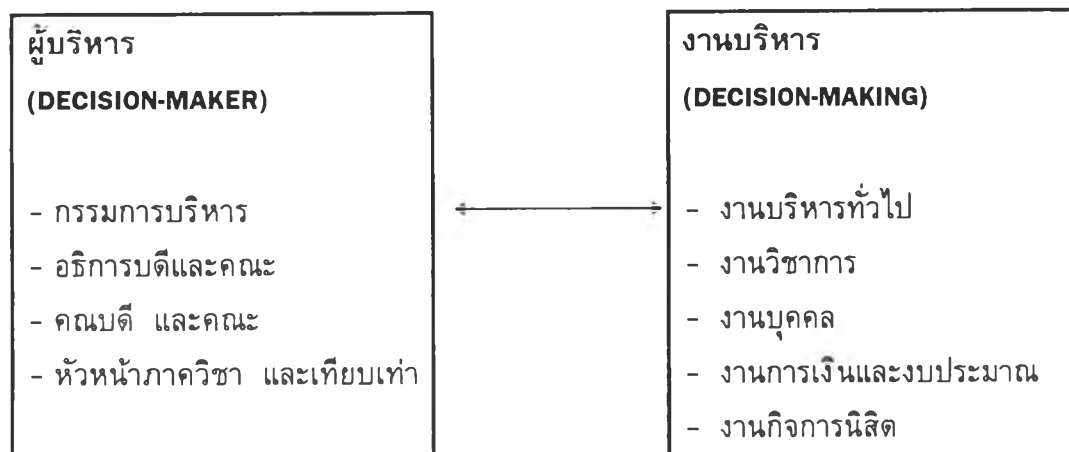 ผู้บริหาร
(DECISION-MAKER)
- กรรมการบริหาร
- อธิการบดีและคณะ
- คณบดี และคณะ
- หัวหน้าภาควิชา และเทียบเท่า
งานบริหาร
(DECISION-MAKING)
- งานบริหารทั่วไป
- งานวิชาการ
- งานบุคคล
- งานการเงินและงบประมาณ
- งานกิจการนิสิต